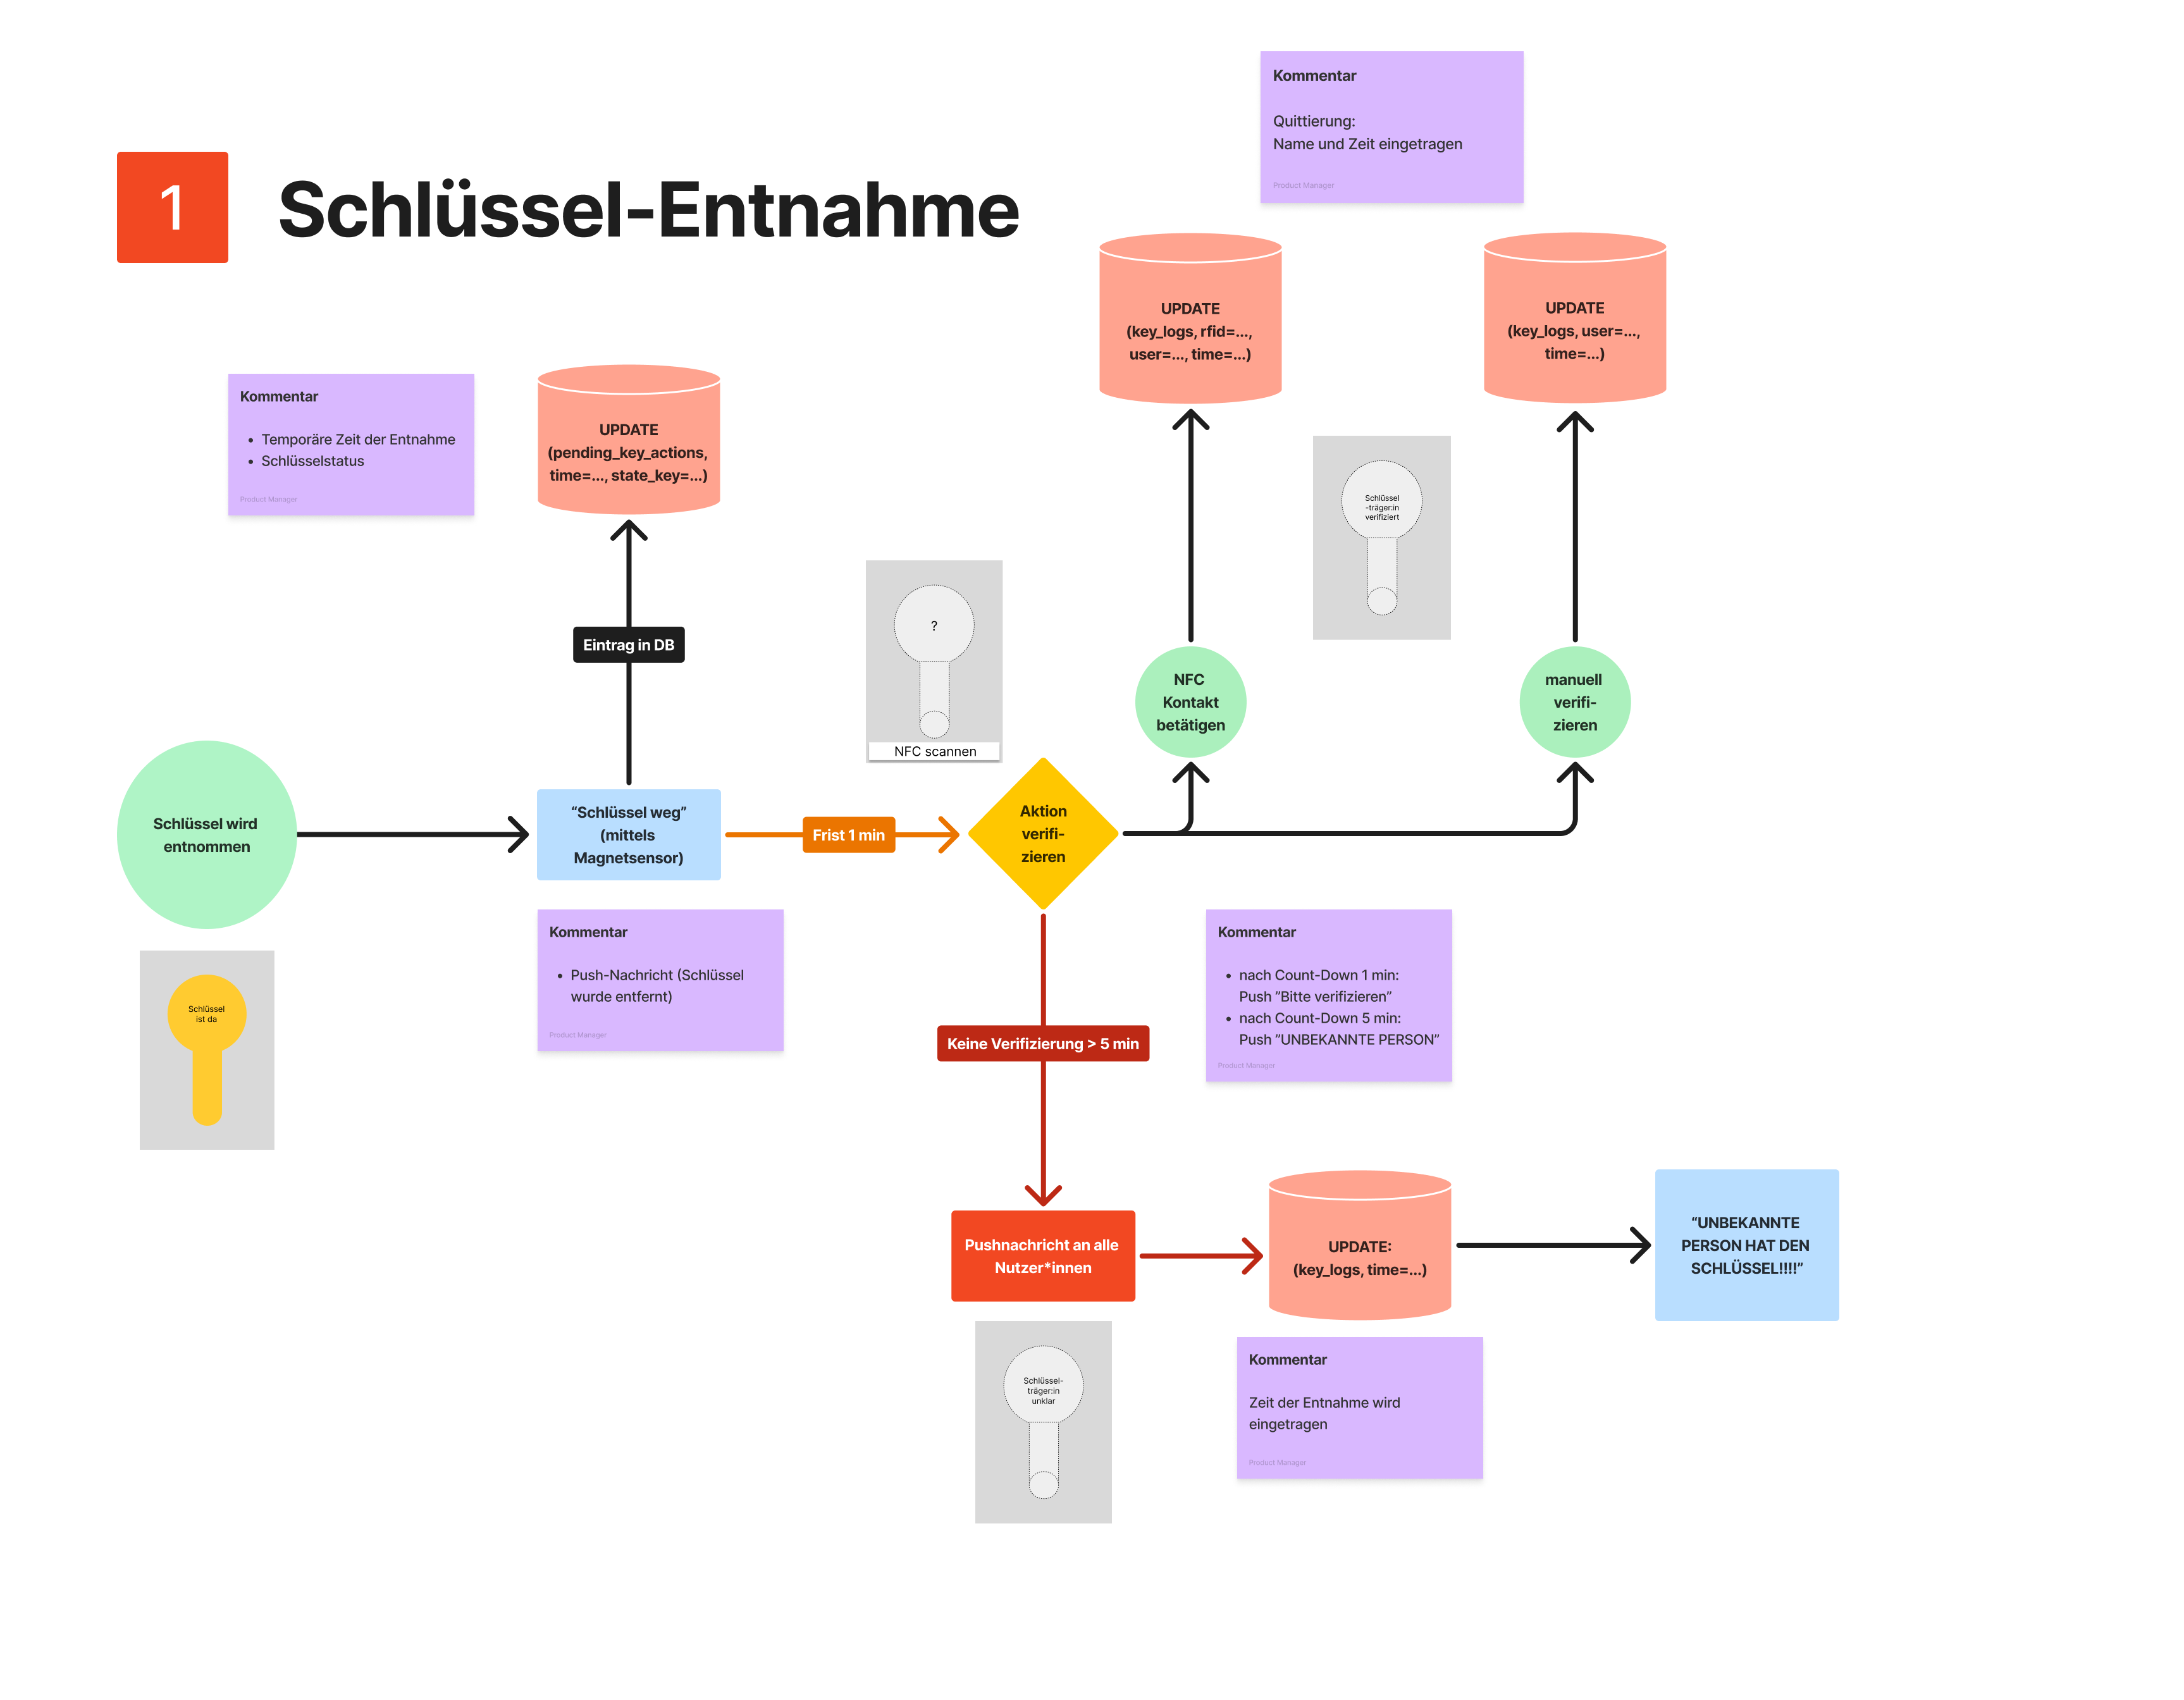 1
Schlüssel-Entnahme
Kommentar
Quittierung:
Name und Zeit eingetragen
Product Manager
UPDATE
(key_logs, rfid=...,
user=..., time=...)
UPDATE
(key_logs, user=...,
time=...)
Kommentar
• Temporäre Zeit der Entnahme
• Schlüsselstatus
Product Manager
UPDATE
(pending_key_actions,
time=..., state_key=...)
Schlüssel
-träger:in
verifiziert
Eintrag in DB
?
NFC scannen
NFC
Kontakt
betätigen
manuell
verifi-
zieren
Schlüssel wird
entnommen
“Schlüssel weg”
(mittels
Magnetsensor)
Frist 1 min
Aktion
verifi-
zieren
Schlüssel
ist da
Kommentar
• Push-Nachricht (Schlüssel
wurde entfernt)
Product Manager
Kommentar
• nach Count-Down 1 min:
Push ”Bitte verifizieren”
• nach Count-Down 5 min:
Push “UNBEKANNTE PERSON”
Product Manager
Keine Verifizierung > 5 min
Pushnachricht an alle
Nutzer*innen
UPDATE:
(key_logs, time=...)
“UNBEKANNTE
PERSON HAT DEN
SCHLÜSSEL!!!!”
Schlüssel-
träger:in
unklar
Kommentar
Zeit der Entnahme wird
eingetragen
Product Manager